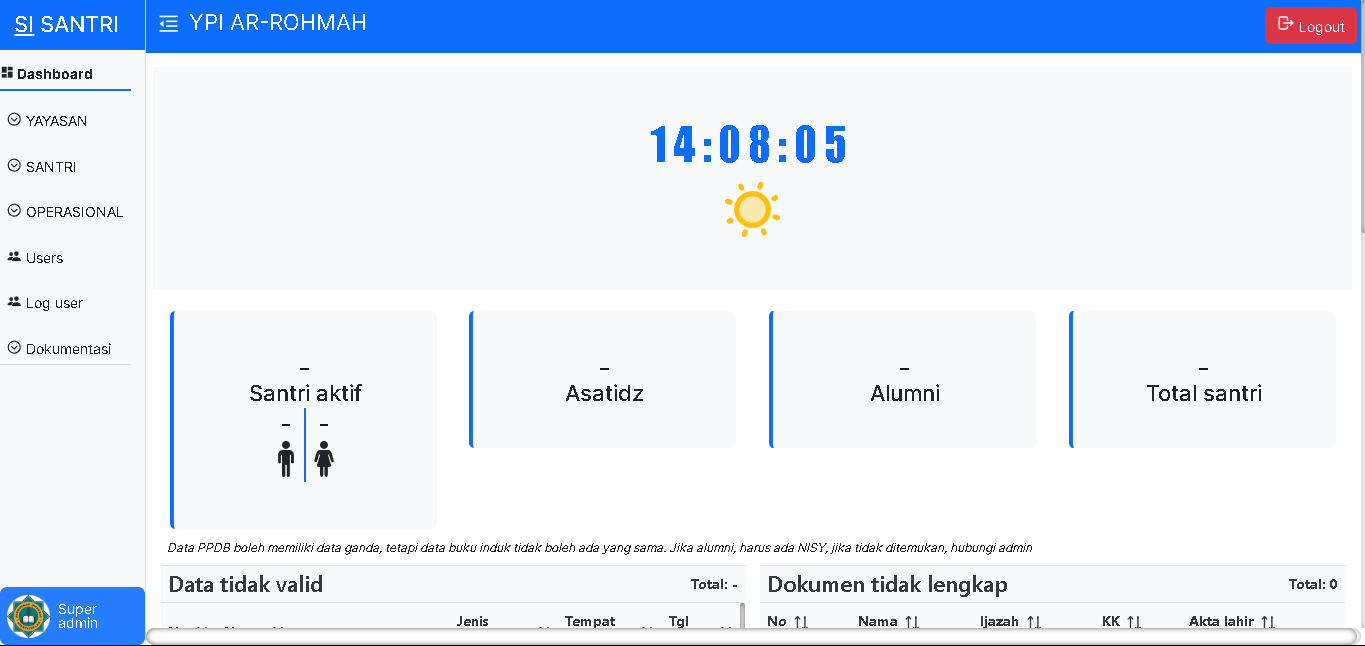 SI SANTRI
YPI AR-ROHMAH
Logout
Dashboard
YAYASAN
SANTRI
OPERASIONAL
Users
Log user
Dokumentasi
14:08:05
-
Santri aktif
- -
-
Asatidz
-
Alumni
-
Total santri
Data PPDB boleh memiliki data ganda, tetapi data buku induk tidak boleh ada yang sama. Jika alumni, harus ada NISY, jika tidak ditemukan, hubungi admin
Data tidak valid Total: -
Jenis Tempat Tgl
Dokumen tidak lengkap Total: 0
No Nama Ijazah KK Akta lahir
Super
admin